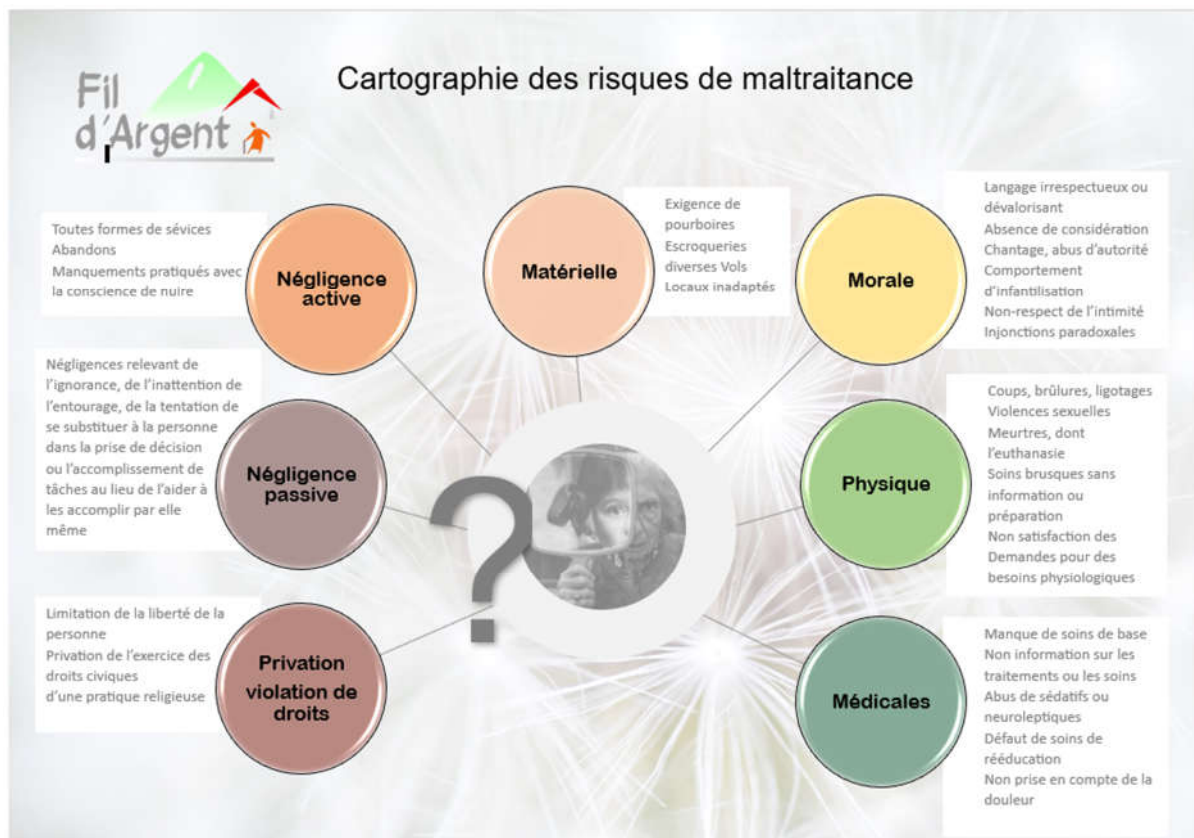 Fil
d'Argent
Cartographie des risques de maltraitance
Toutes formes de sévices
Abandons
Manquements pratiqués avec
la conscience de nuire
Négligence
active
Matérielle
Exigence de
pourboires
Escroqueries
diverses Vols
Locaux inadaptés
Morale
Langage irrespectueux ou
dévalorisant
Absence de considération
Chantage, abus d'autorité
Comportement
d'infantilisation
Non-respect de l'intimité
Injonctions paradoxales
Négligences relevant de
l'ignorance, de l'inattention de
l'entourage, de la tentation de
se substituer à la personne
dans la prise de décision
ou l'accomplissement de
tâches au lieu de l'aider à
les accomplir par elle
même
Négligence
passive
?
Physique
Coups, brûlures, ligotages
Violences sexuelles
Meurtres, dont
l'euthanasie
Soins brusques sans
information ou
préparation
Non satisfaction des
Demandes pour des
besoins physiologiques
Limitation de la liberté de la
personne
Privation de l'exercice des
droits civiques
d'une pratique religieuse
Privation
violation de
droits
Médicales
Manque de soins de base
Non information sur les
traitements ou les soins
Abus de sédatifs ou
neuroleptiques
Défaut de soins de
rééducation
Non prise en compte de la
douleur